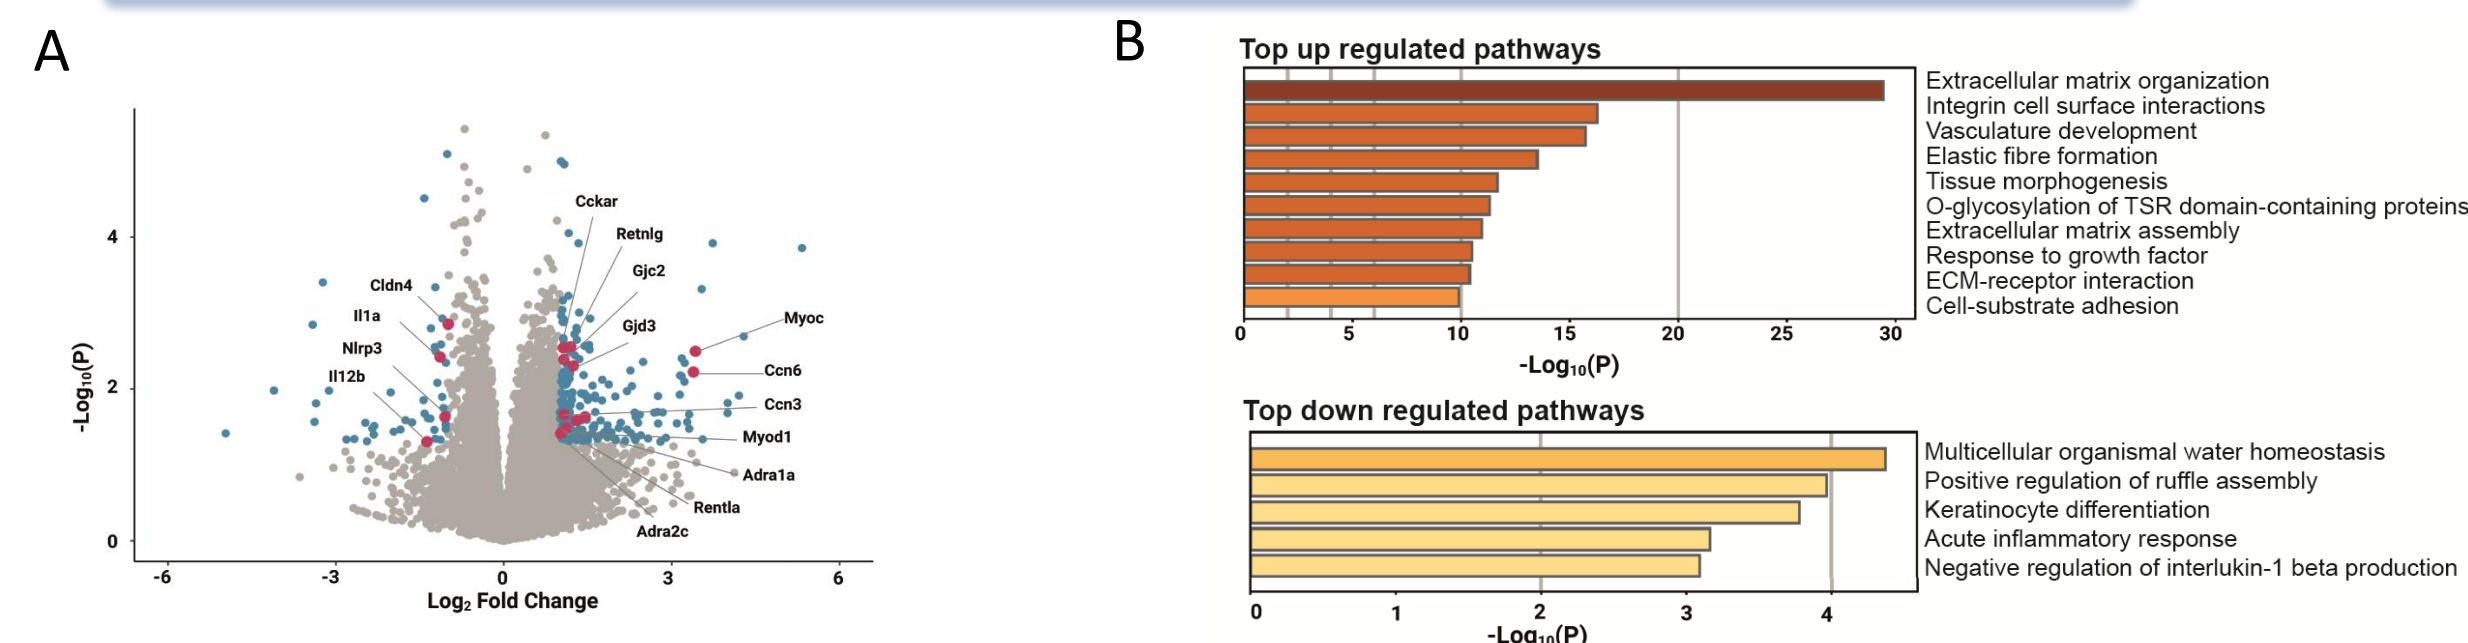 A
4
2
0
-6
-3
0
3
6
-Log10(P)
Log2 Fold Change
Cckar
Retnlg
Gjc2
Cldn4
Il1a
Gjd3
Myoc
Nlrp3
Il12b
Ccn6
Ccn3
Myod1
Adra1a
Rentla
Adra2c
B
Top up regulated pathways
Extracellular matrix organization
Integrin cell surface interactions
Vasculature development
Elastic fibre formation
Tissue morphogenesis
O-glycosylation of TSR domain-containing proteins
Extracellular matrix assembly
Response to growth factor
ECM-receptor interaction
Cell-substrate adhesion
0 5 10 15 20 25 30
-Log10(P)
Top down regulated pathways
Multicellular organismal water homeostasis
Positive regulation of ruffle assembly
Keratinocyte differentiation
Acute inflammatory response
Negative regulation of interlukin-1 beta production
0 1 2 3 4
-Log10(P)